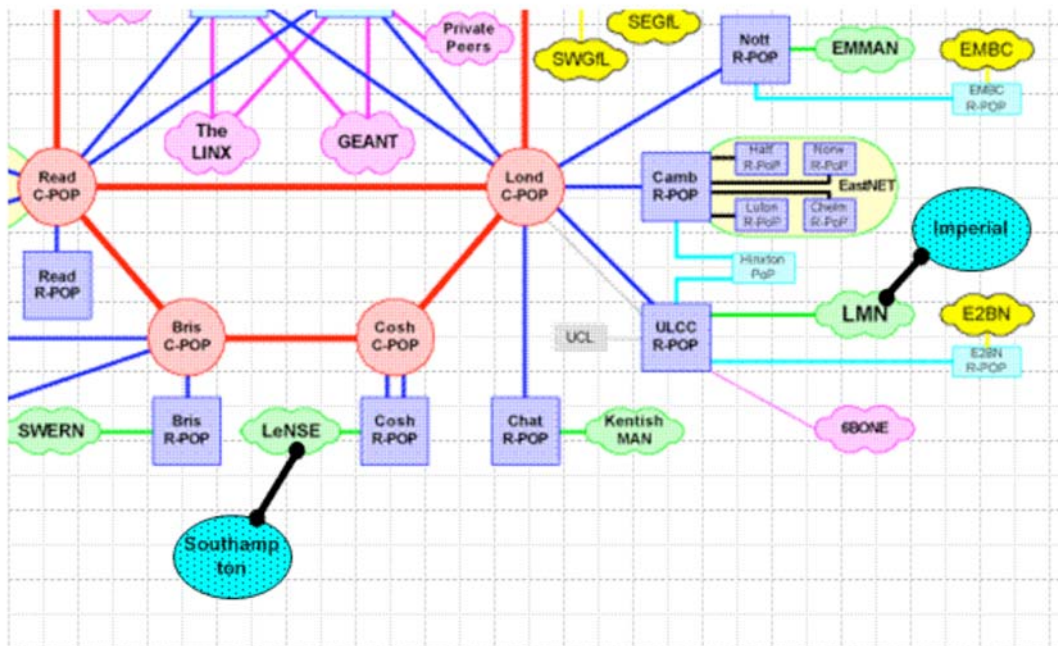 Private
Peers
SEGfL
SWGfL
Nott
R-POP
EMMAN
EMBC
EMBC
R-POP
The
LINX
GEANT
Read
C-POP
Lond
C-POP
Camb
R-POP
Hatf
R-PoP
Norw
R-PoP
EastNET
Luton
R-PoP
Chelm
R-PoP
Imperial
Read
R-POP
Hinxton
PoP
Bris
C-POP
Cosh
C-POP
UCL
ULCC
R-POP
LMN
E2BN
E2BN
R-POP
SWERN
Bris
R-POP
LeNSE
Cosh
R-POP
Chat
R-POP
Kentish
MAN
6BONE
Southamp
ton